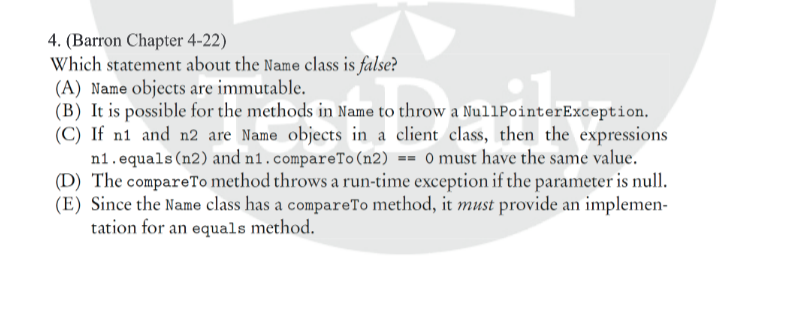 4. (Barron Chapter 4-22)
Which statement about the Name class is false?
(A) Name objects are immutable.
(B) It is possible for the methods in Name to throw a NullPointerException.
(C) If n1 and n2 are Name objects in a client class, then the expressions
n1.equals(n2) and n1.compareTo(n2) == 0 must have the same value.
(D) The compareTo method throws a run-time exception if the parameter is null.
(E) Since the Name class has a compareTo method, it must provide an implemen-
tation for an equals method.
TestDaily